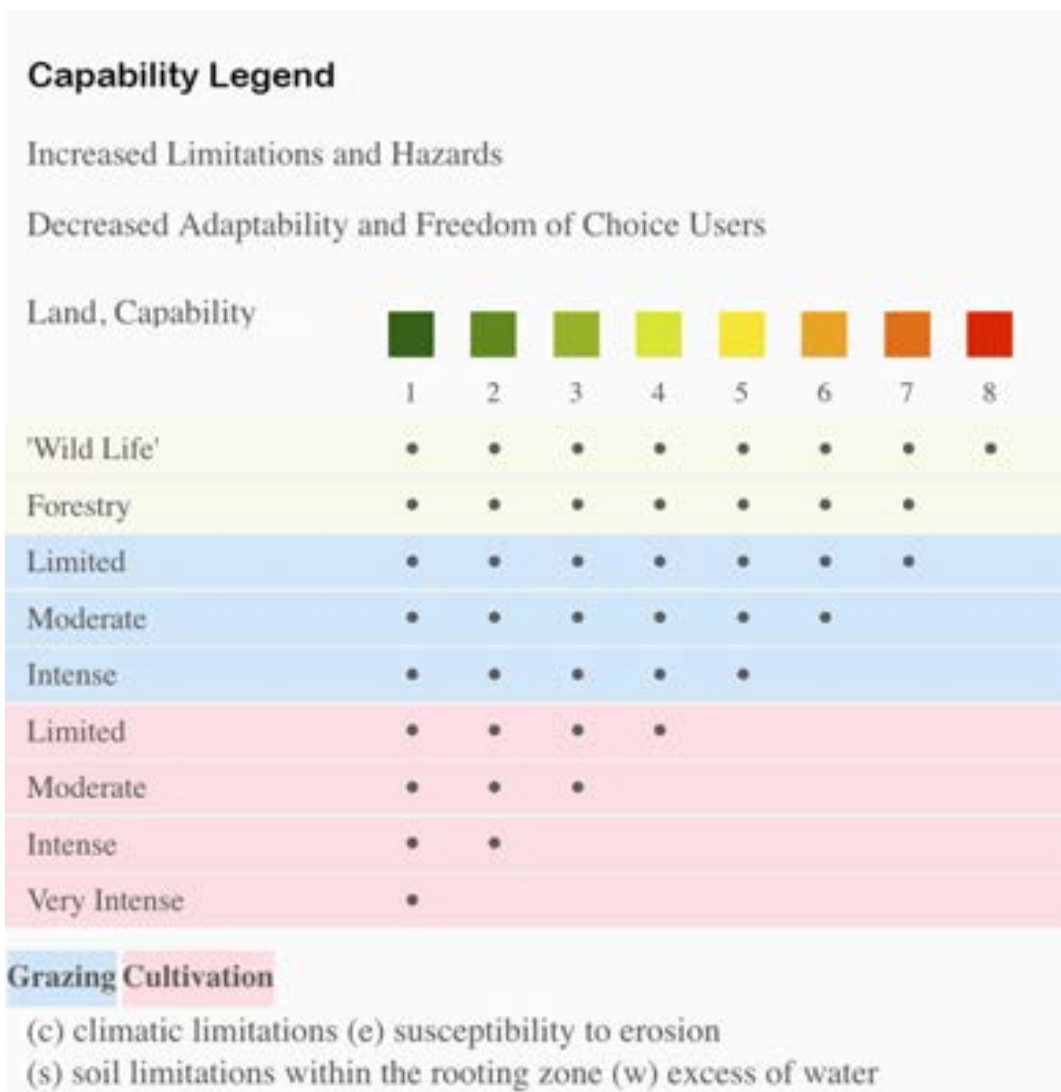 Capability Legend
Increased Limitations and Hazards
Decreased Adaptability and Freedom of Choice Users
Land, Capability
1 2 3 4 5 6 7 8
'Wild Life'
Forestry
Limited
Moderate
Intense
Limited
Moderate
Intense
Very Intense
Grazing Cultivation
(c) climatic limitations (e) susceptibility to erosion
(s) soil limitations within the rooting zone (w) excess of water